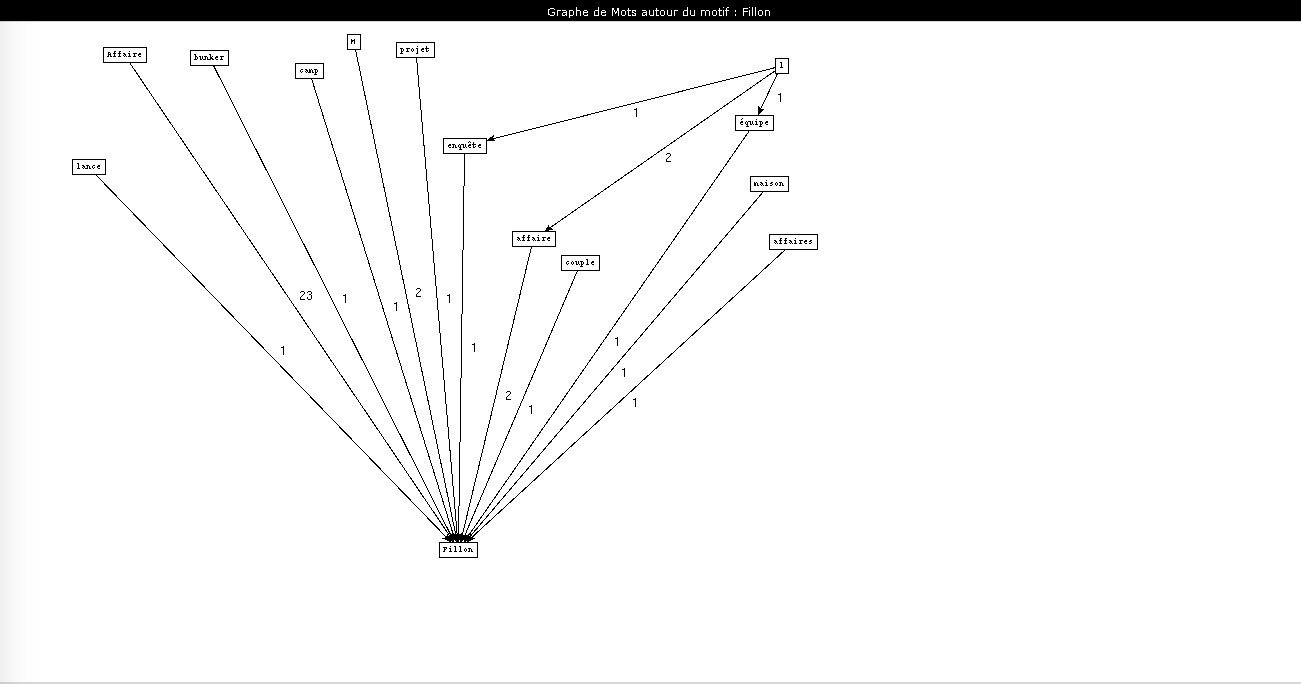 Graphe de Mots autour du motif : Fillon
M
projet
Affaire
bunker
camp
l
1
1
équipe
enquête
2
lance
maison
affaire
affaires
couple
2
23
1
1
1
1
1
1
1
2
1
1
Fillon